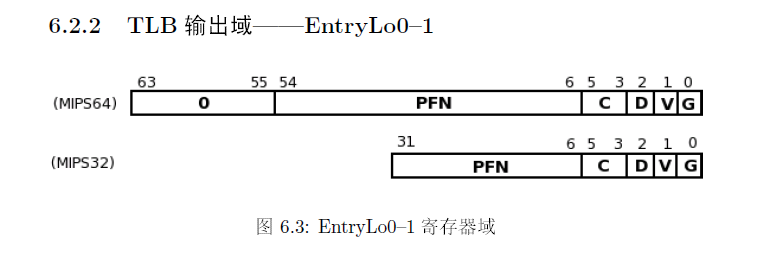 6.2.2 TLB 输出域——EntryLo0–1
63 55 54 6 5 3 2 1 0
(MIPS64) 0 PFN C D V G
31 6 5 3 2 1 0
(MIPS32) PFN C D V G
图 6.3: EntryLo0–1 寄存器域